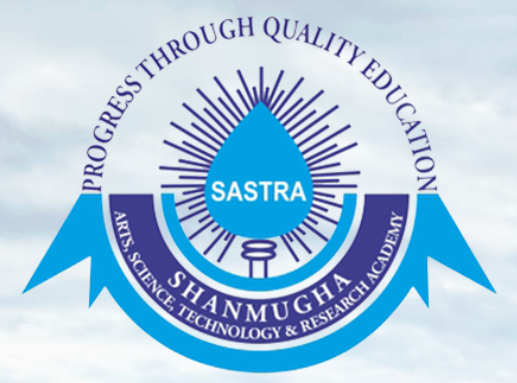 PROGRESS THROUGH QUALITY EDUCATION
SASTRA
SHANMUGHA
ARTS, SCIENCE, TECHNOLOGY & RESEARCH ACADEMY